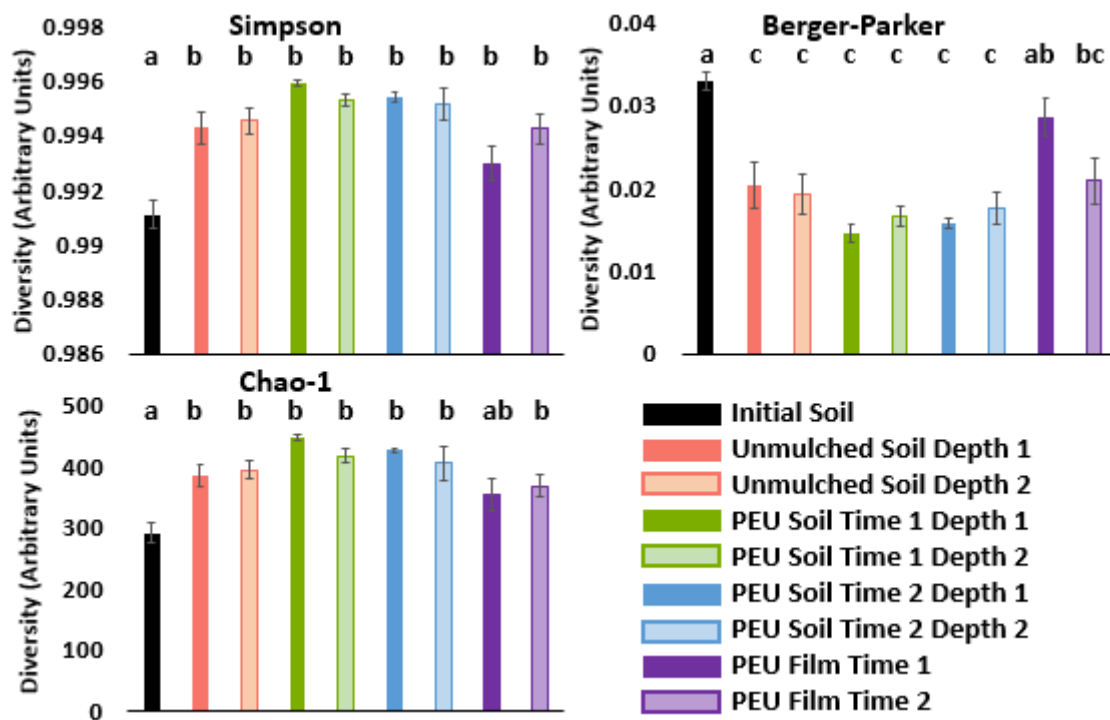 Simpson
Diversity (Arbitrary Units)
0.998
0.996
0.994
0.992
0.99
0.988
0.986
a b b b b b b b b
Berger-Parker
Diversity (Arbitrary Units)
0.04
0.03
0.02
0.01
0
a c c c c c c ab bc
Chao-1
Diversity (Arbitrary Units)
500
400
300
200
100
0
a b b b b b b ab b
Initial Soil
Unmulched Soil Depth 1
Unmulched Soil Depth 2
PEU Soil Time 1 Depth 1
PEU Soil Time 1 Depth 2
PEU Soil Time 2 Depth 1
PEU Soil Time 2 Depth 2
PEU Film Time 1
PEU Film Time 2